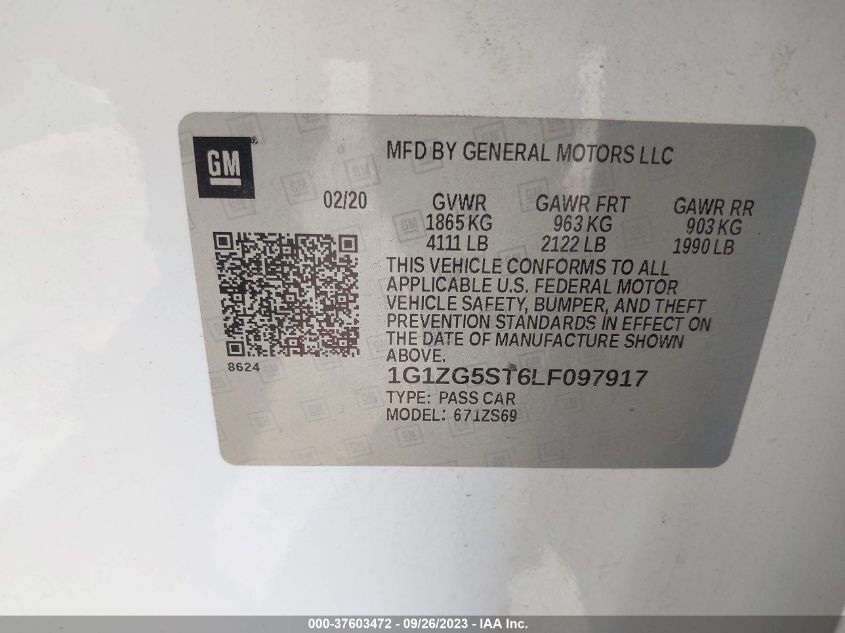 GM
MFD BY GENERAL MOTORS LLC
02/20
GVWR GAWR FRT GAWR RR
1865 KG 963 KG 903 KG
4111 LB 2122 LB 1990 LB
THIS VEHICLE CONFORMS TO ALL
APPLICABLE U.S. FEDERAL MOTOR
VEHICLE SAFETY, BUMPER, AND THEFT
PREVENTION STANDARDS IN EFFECT ON
THE DATE OF MANUFACTURE SHOWN
ABOVE.
8624
1G1ZG5ST6LF097917
TYPE: PASS CAR
MODEL: 671ZS69
000-37603472 - 09/26/2023 - IAA Inc.